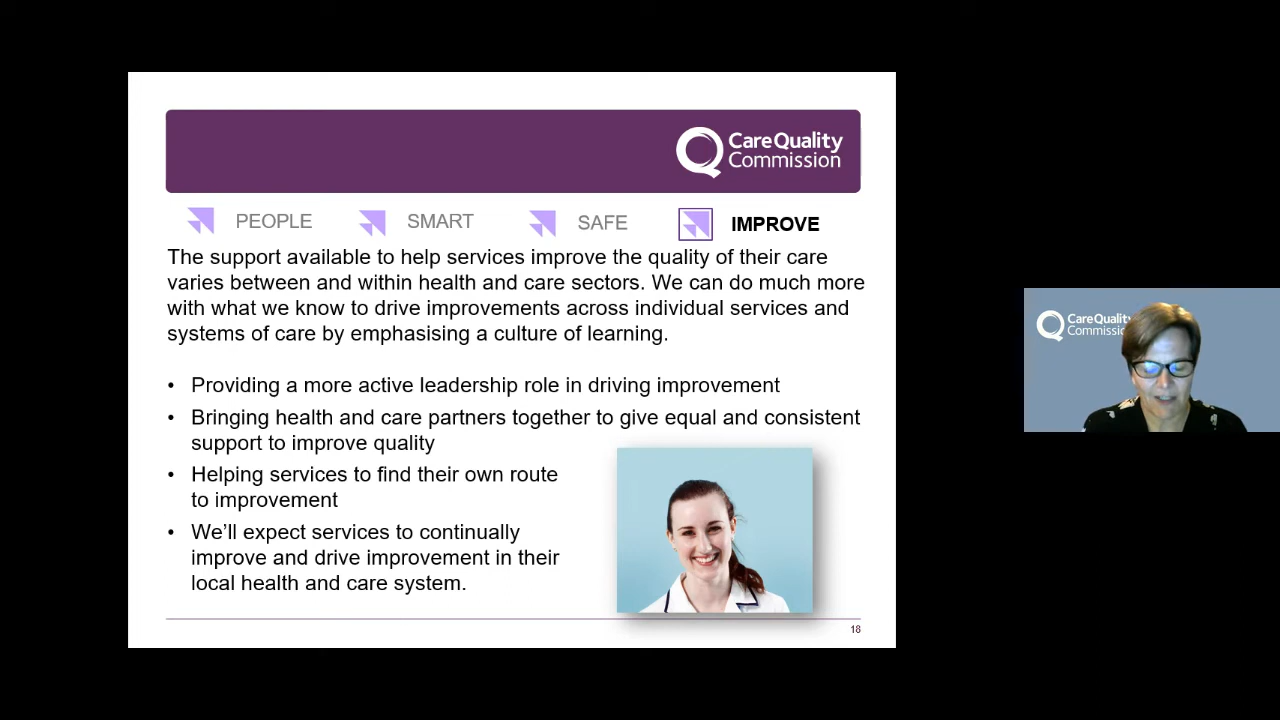 CareQuality
Commission
PEOPLE SMART SAFE IMPROVE
The support available to help services improve the quality of their care
varies between and within health and care sectors. We can do much more
with what we know to drive improvements across individual services and
systems of care by emphasising a culture of learning.
• Providing a more active leadership role in driving improvement
• Bringing health and care partners together to give equal and consistent
support to improve quality
• Helping services to find their own route
to improvement
• We’ll expect services to continually
improve and drive improvement in their
local health and care system.
18
CareQuality
Commission